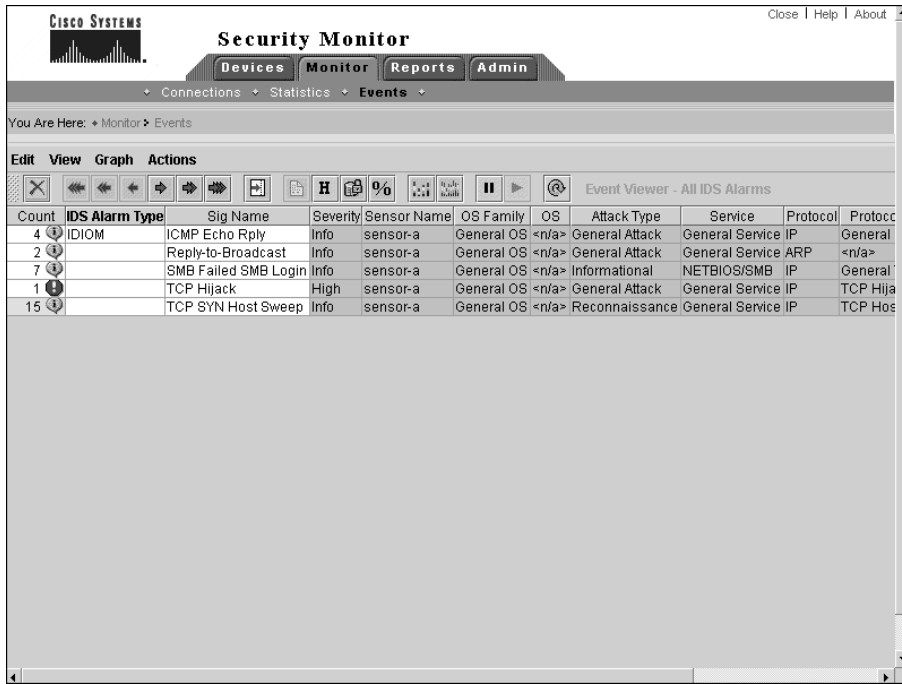 Close | Help | About
CISCO SYSTEMS
Security Monitor
Devices Monitor Reports Admin
Connections Statistics Events
You Are Here: Monitor > Events
Edit View Graph Actions
H % Event Viewer - All IDS Alarms
Count IDS Alarm Type Sig Name Severity Sensor Name OS Family OS Attack Type Service Protocol Protoco
4 IDIOM ICMP Echo Rply Info sensor-a General OS <n/a> General Attack General Service IP General
2 Reply-to-Broadcast Info sensor-a General OS <n/a> General Attack General Service ARP <n/a>
7 SMB Failed SMB Login Info sensor-a General OS <n/a> Informational NETBIOS/SMB IP General
1 TCP Hijack High sensor-a General OS <n/a> General Attack General Service IP TCP Hija
15 TCP SYN Host Sweep Info sensor-a General OS <n/a> Reconnaissance General Service IP TCP Hos